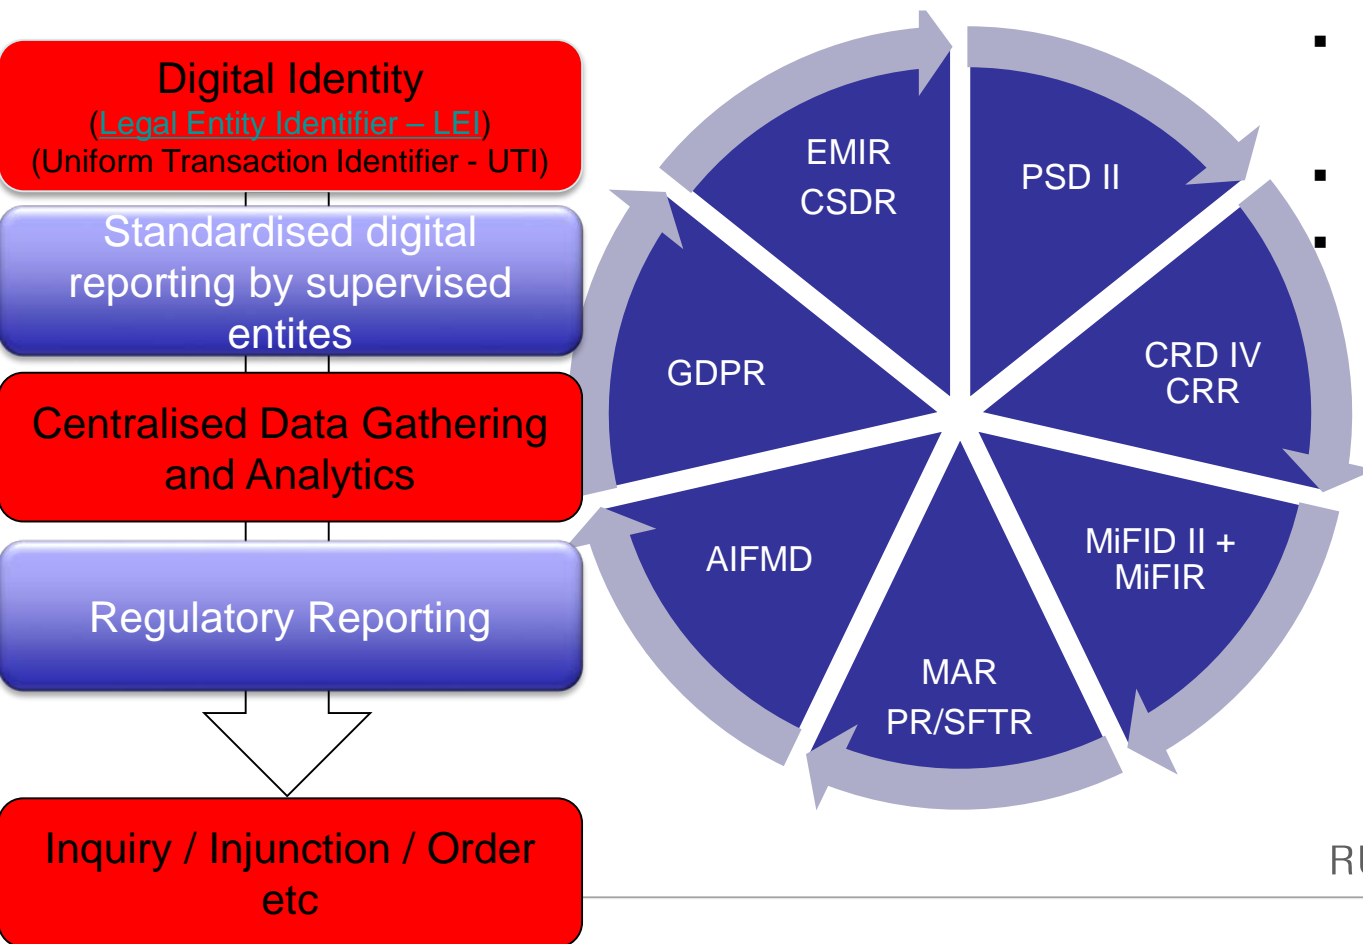 Digital Identity
(Legal Entity Identifier – LEI)
(Uniform Transaction Identifier - UTI)
Standardised digital
reporting by supervised
entites
Centralised Data Gathering
and Analytics
Regulatory Reporting
Inquiry / Injunction / Order
etc
EMIR
CSDR
PSD II
CRD IV
CRR
MiFID II +
MiFIR
MAR
PR/SFTR
AIFMD
GDPR